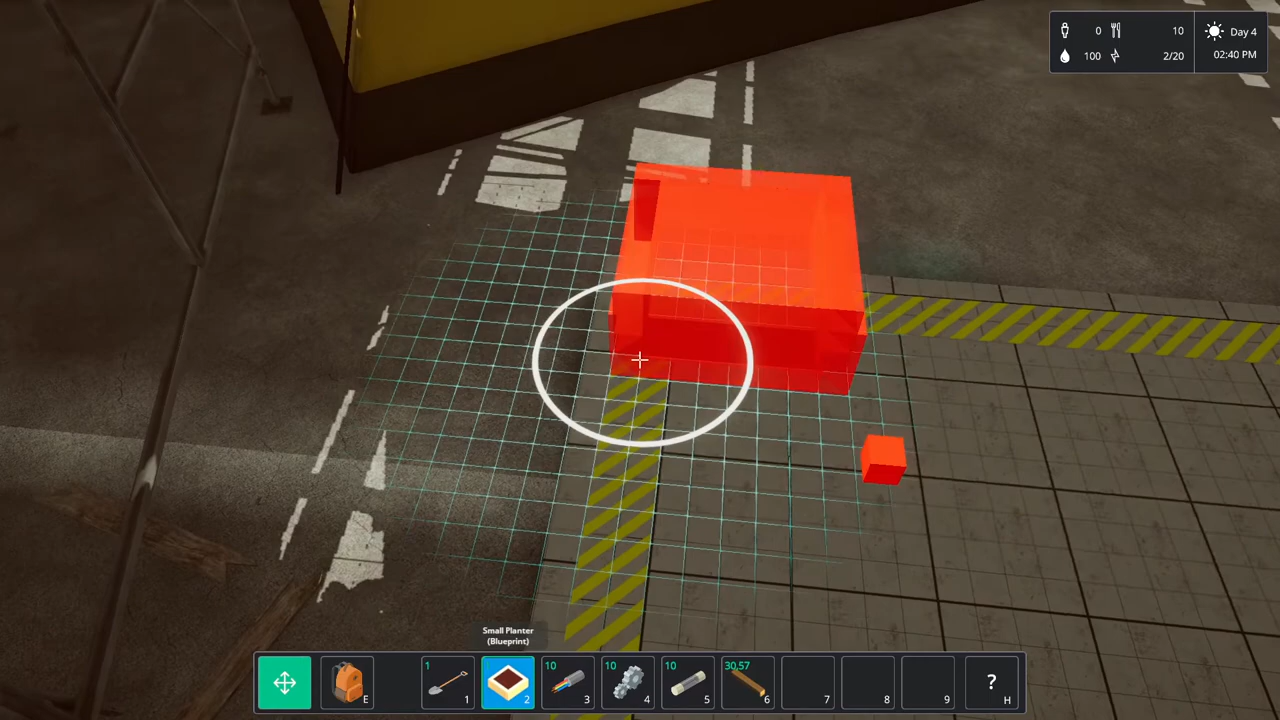 0 10 Day 4
100 2/20 02:40 PM
Small Planter
(Blueprint)
1 10 10 10 30,57
E 1 2 3 4 5 6 7 8 9 ? H